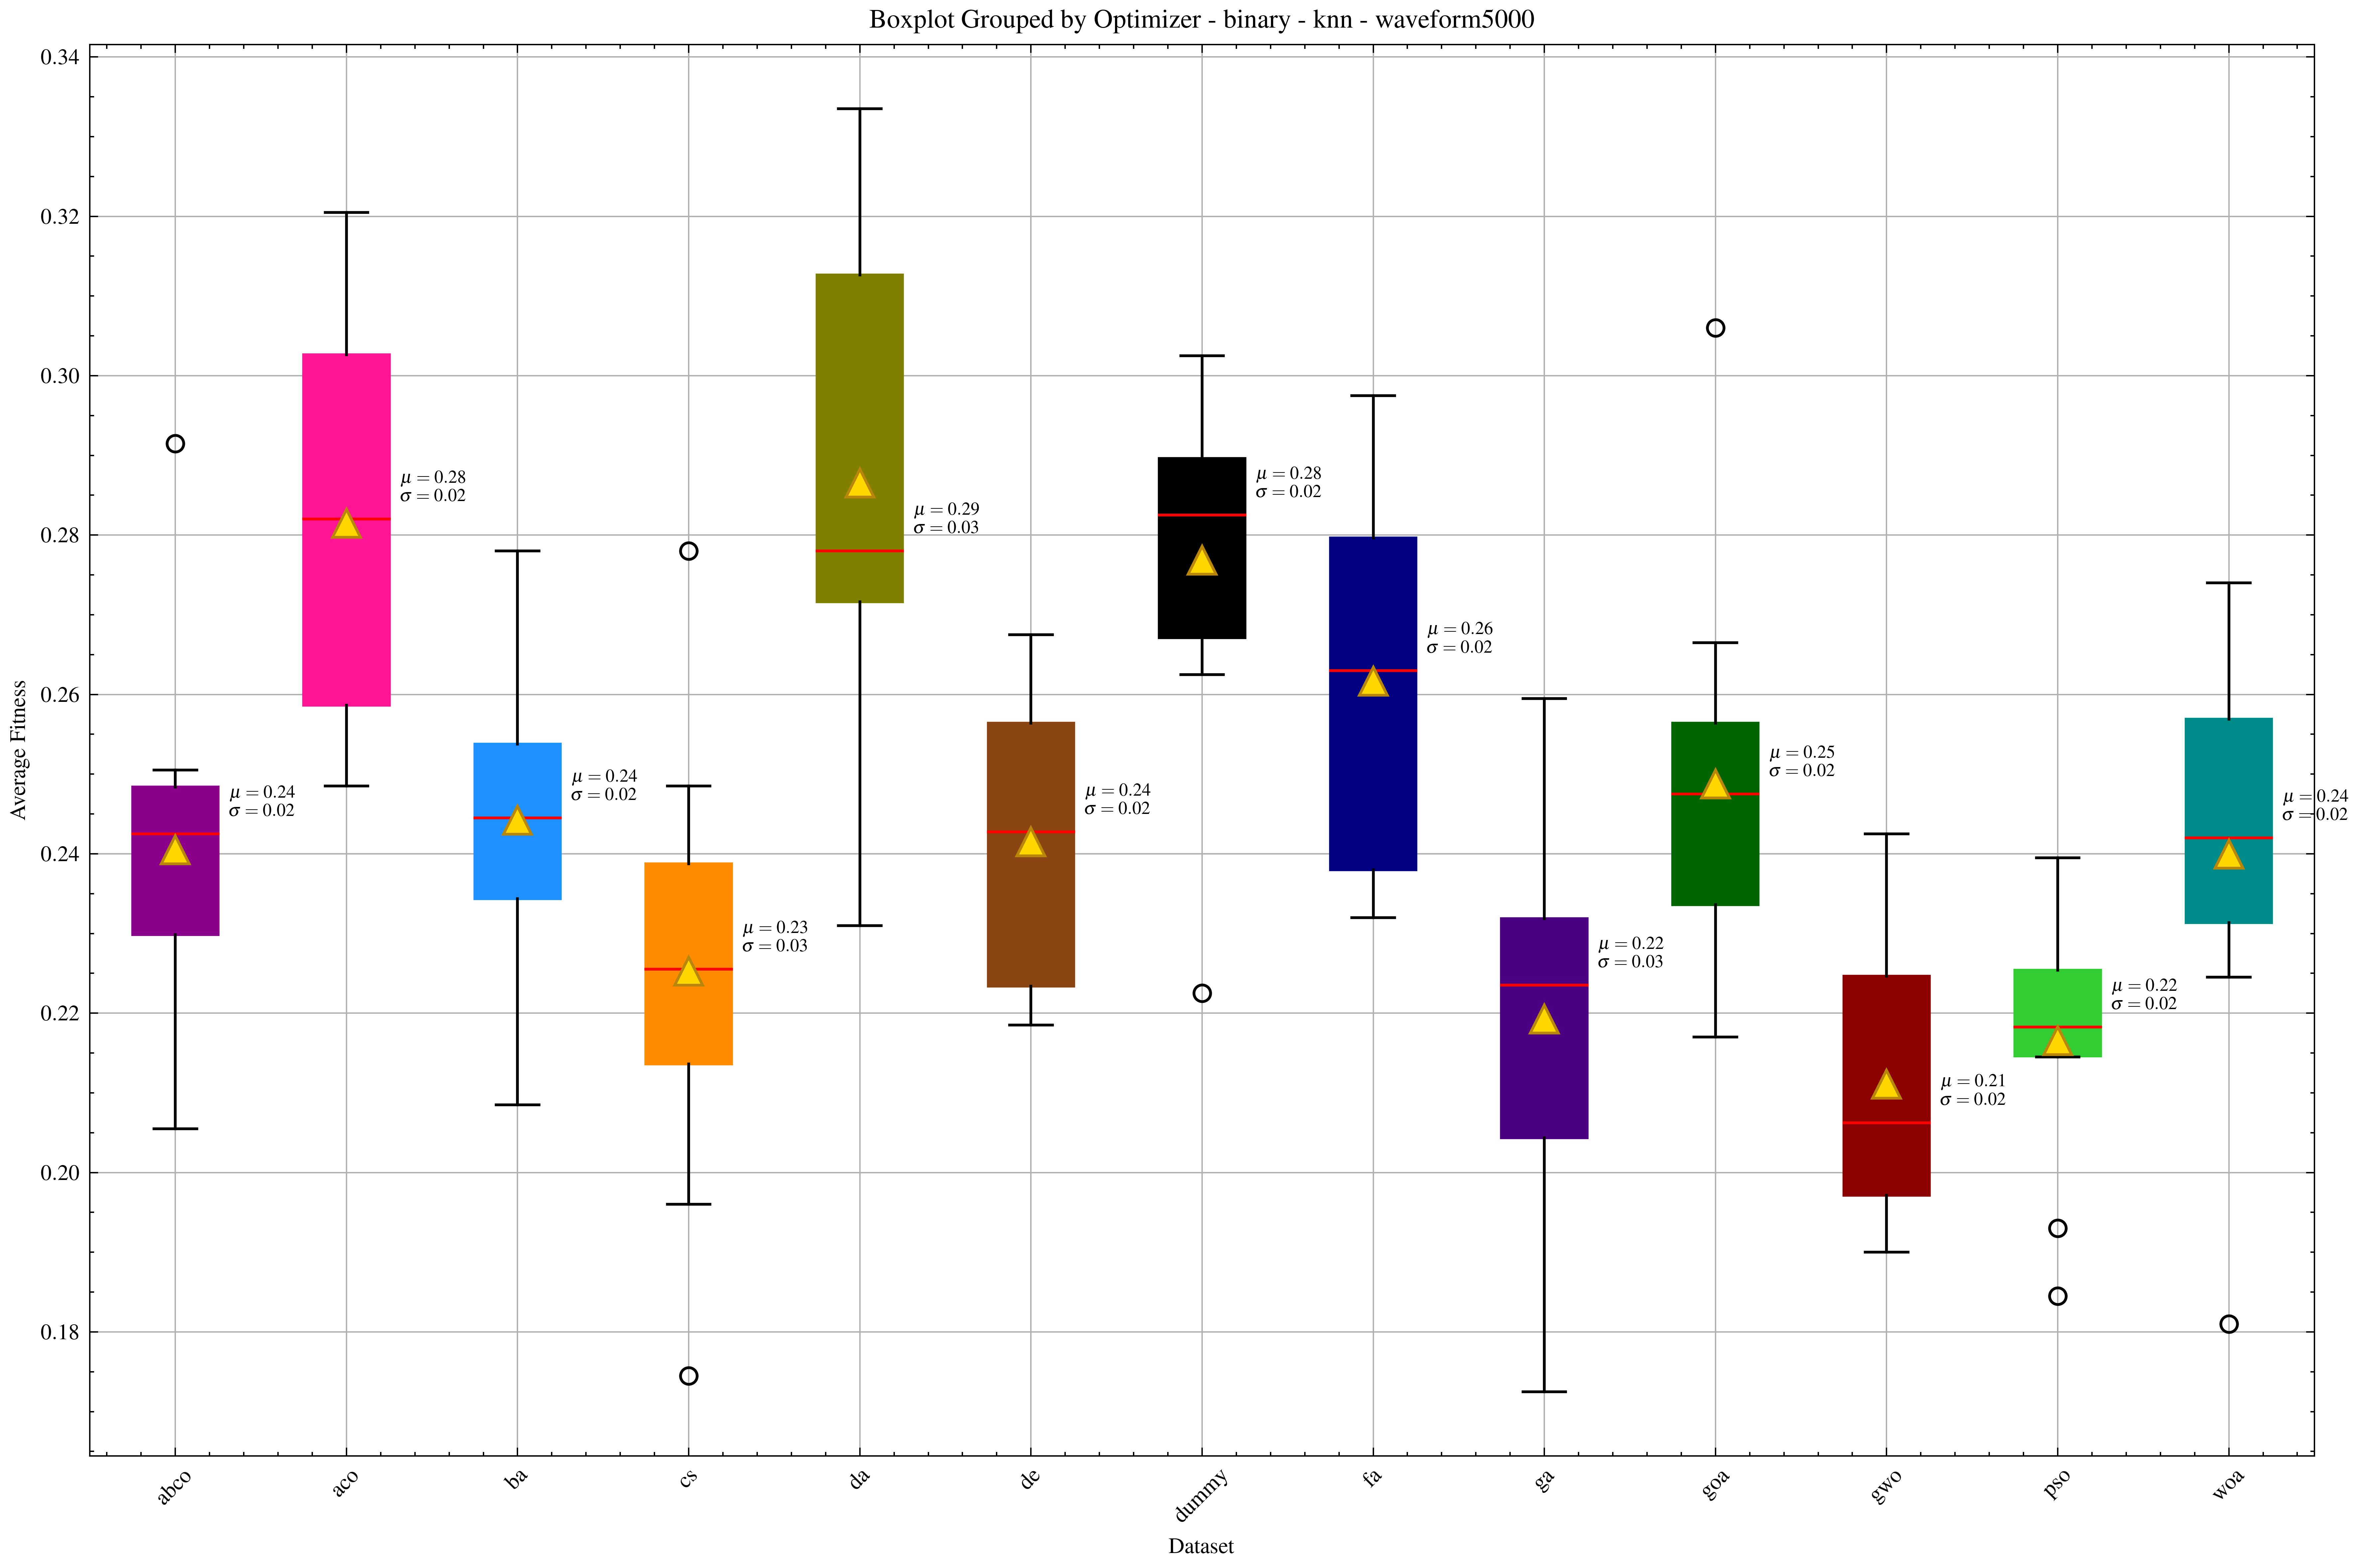 Boxplot Grouped by Optimizer - binary - knn - waveform5000
Average Fitness
0.34
0.32
0.30
0.28
0.26
0.24
0.22
0.20
0.18
μ = 0.24
σ = 0.02
μ = 0.28
σ = 0.02
μ = 0.24
σ = 0.02
μ = 0.23
σ = 0.03
μ = 0.29
σ = 0.03
μ = 0.24
σ = 0.02
μ = 0.28
σ = 0.02
μ = 0.26
σ = 0.02
μ = 0.22
σ = 0.03
μ = 0.25
σ = 0.02
μ = 0.21
σ = 0.02
μ = 0.22
σ = 0.02
μ = 0.24
σ = 0.02
abco
aco
ba
cs
da
de
dummy
fa
ga
goa
gwo
pso
woa
Dataset